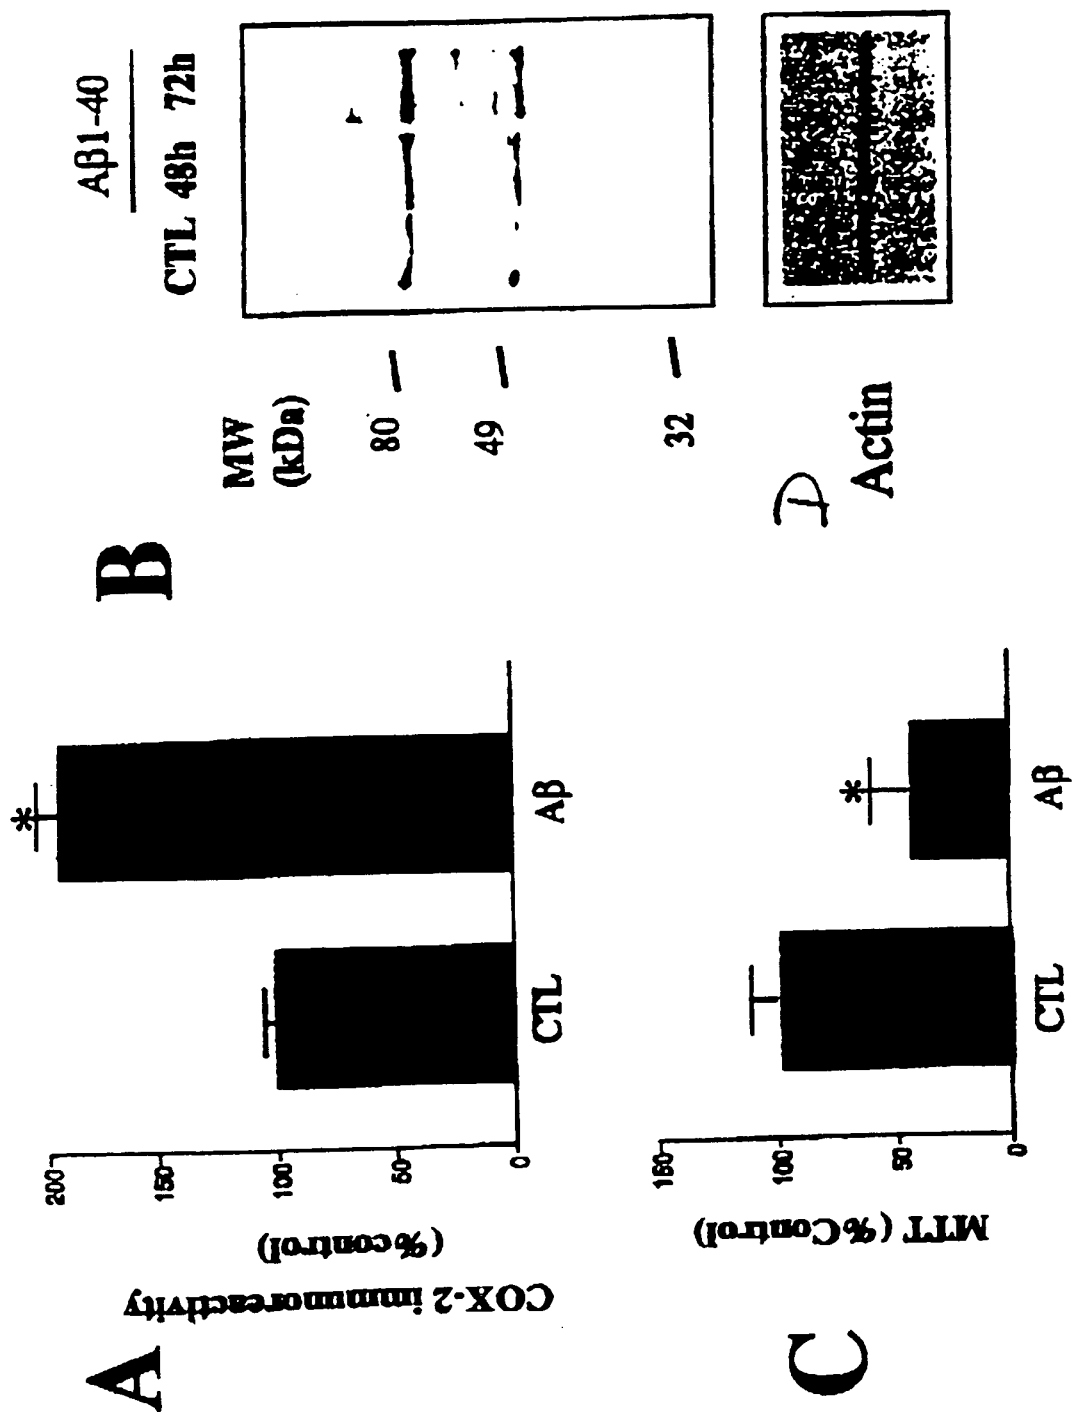 A
COX-2 immunoreactivity
(%control)
200
150
100
50
0
*
CTL
Aβ
B
Aβ1-40
CTL 48h 72h
MW
(kDa)
80
49
32
C
MTT (%Control)
150
100
50
0
*
CTL
Aβ
D
Actin